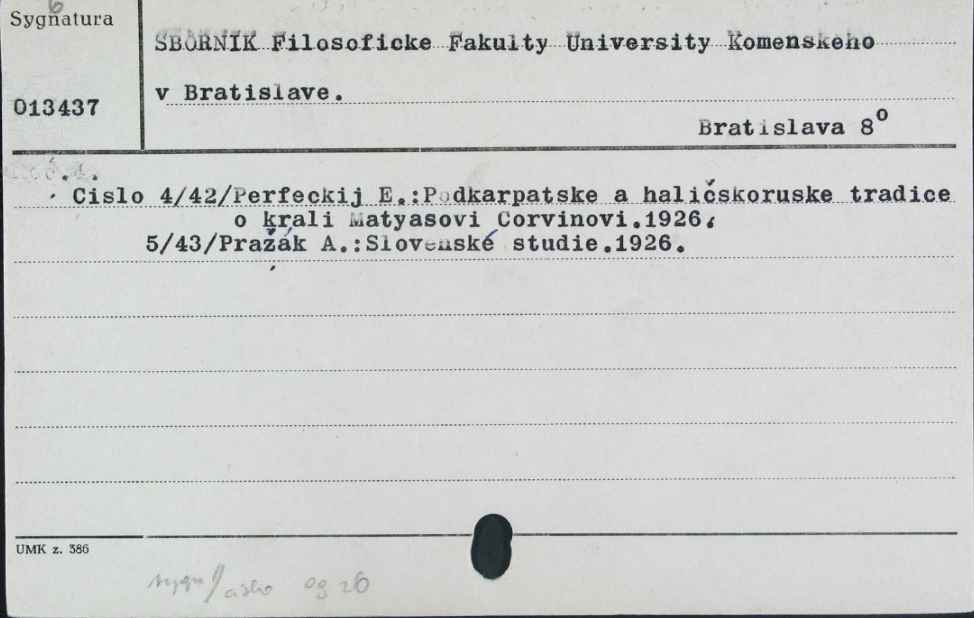 Sygnatura
SBORNIK Filosoficke Fakulty University Komenskeho
v Bratislave.
013437
Bratislava 8°
Cislo 4/42/Perfeckij E.:Podkarpatske a haličskoruske tradice
o krali Matyasovi Corvinovi.1926.
5/43/Pražák A.:Slovenské studie.1926.
UMK z. 386